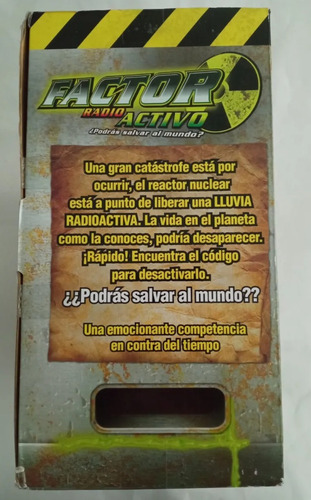 FACTOR
RADIO
ACTIVO
¿Podrás salvar al mundo?
Una gran catástrofe está por
ocurrir, el reactor nuclear
está a punto de liberar una LLUVIA
RADIOACTIVA. La vida en el planeta
como la conoces, podría desaparecer.
¡Rápido! Encuentra el código
para desactivarlo.
¿¿Podrás salvar al mundo??
Una emocionante competencia
en contra del tiempo